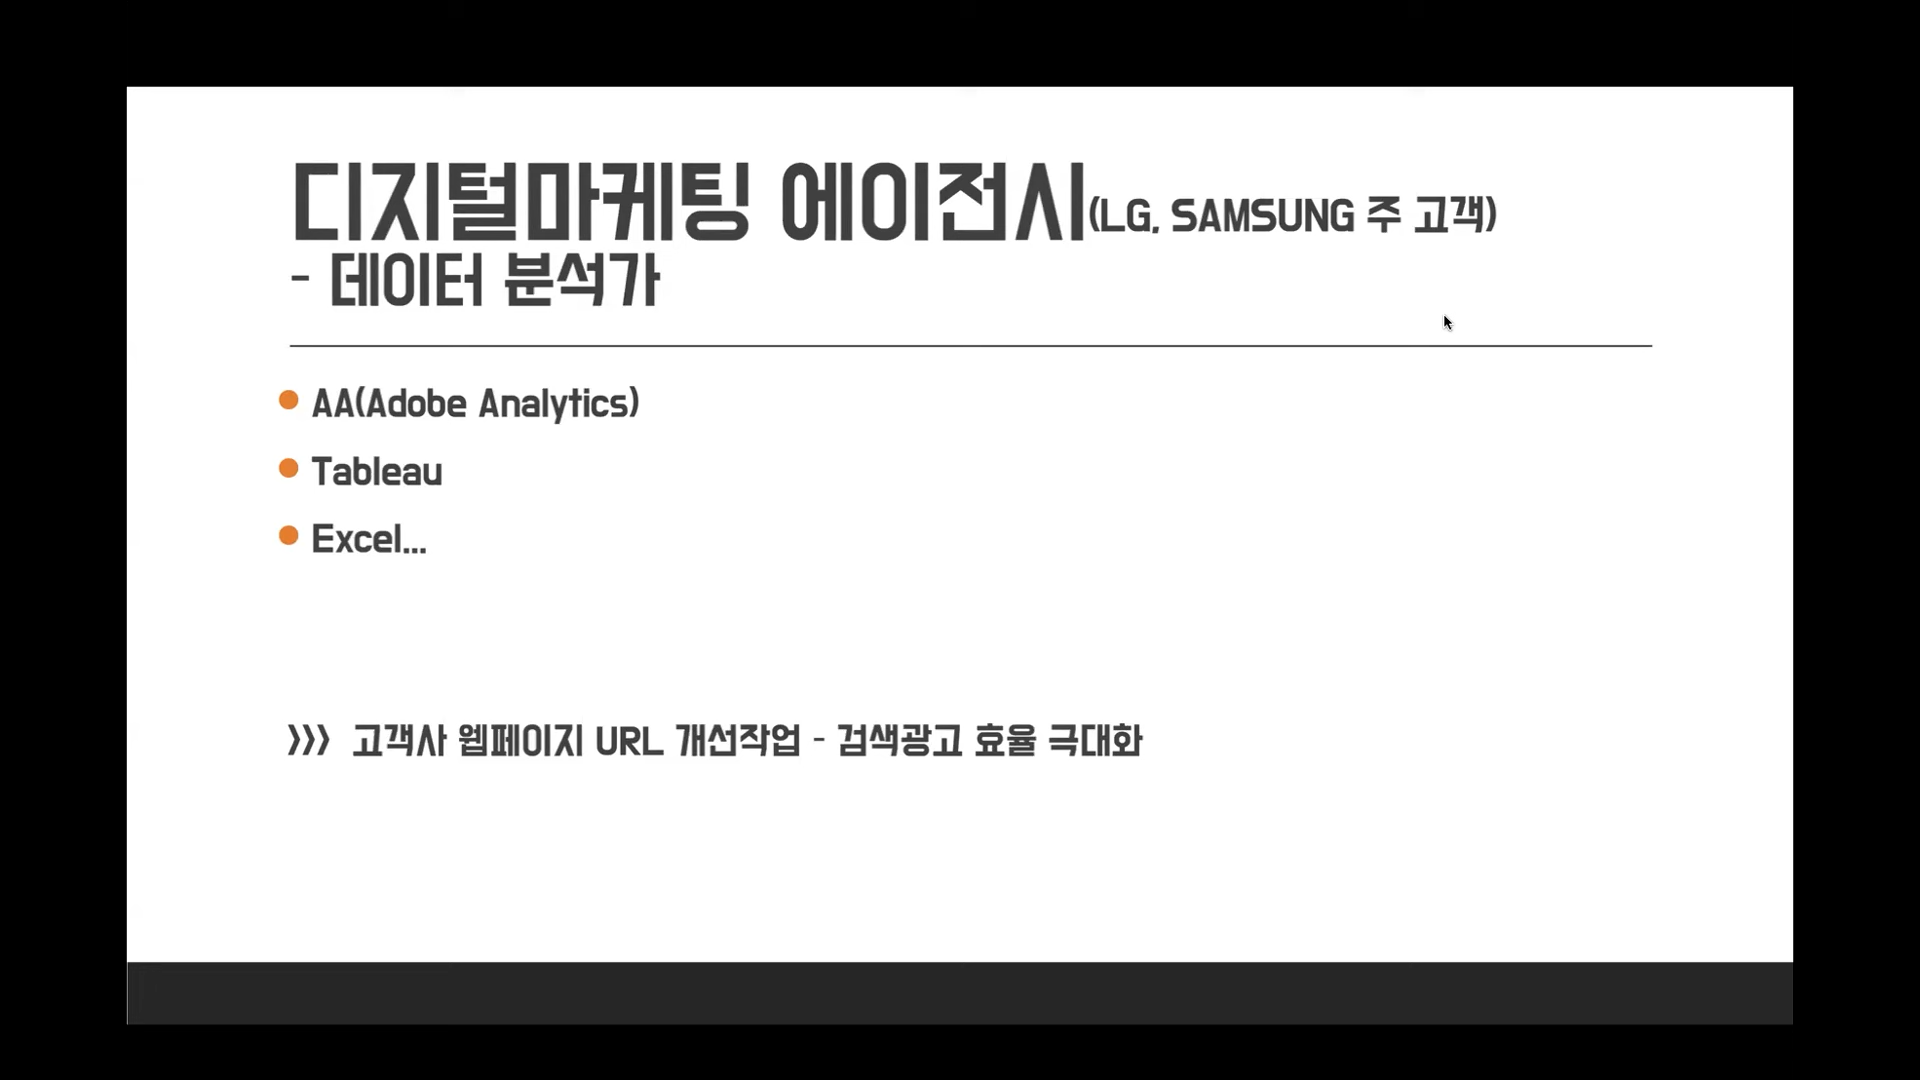 디지털마케팅 에이전시(LG, SAMSUNG 주 고객)
- 데이터 분석가
AA(Adobe Analytics)
Tableau
Excel...
>>> 고객사 웹페이지 URL 개선작업 - 검색광고 효율 극대화